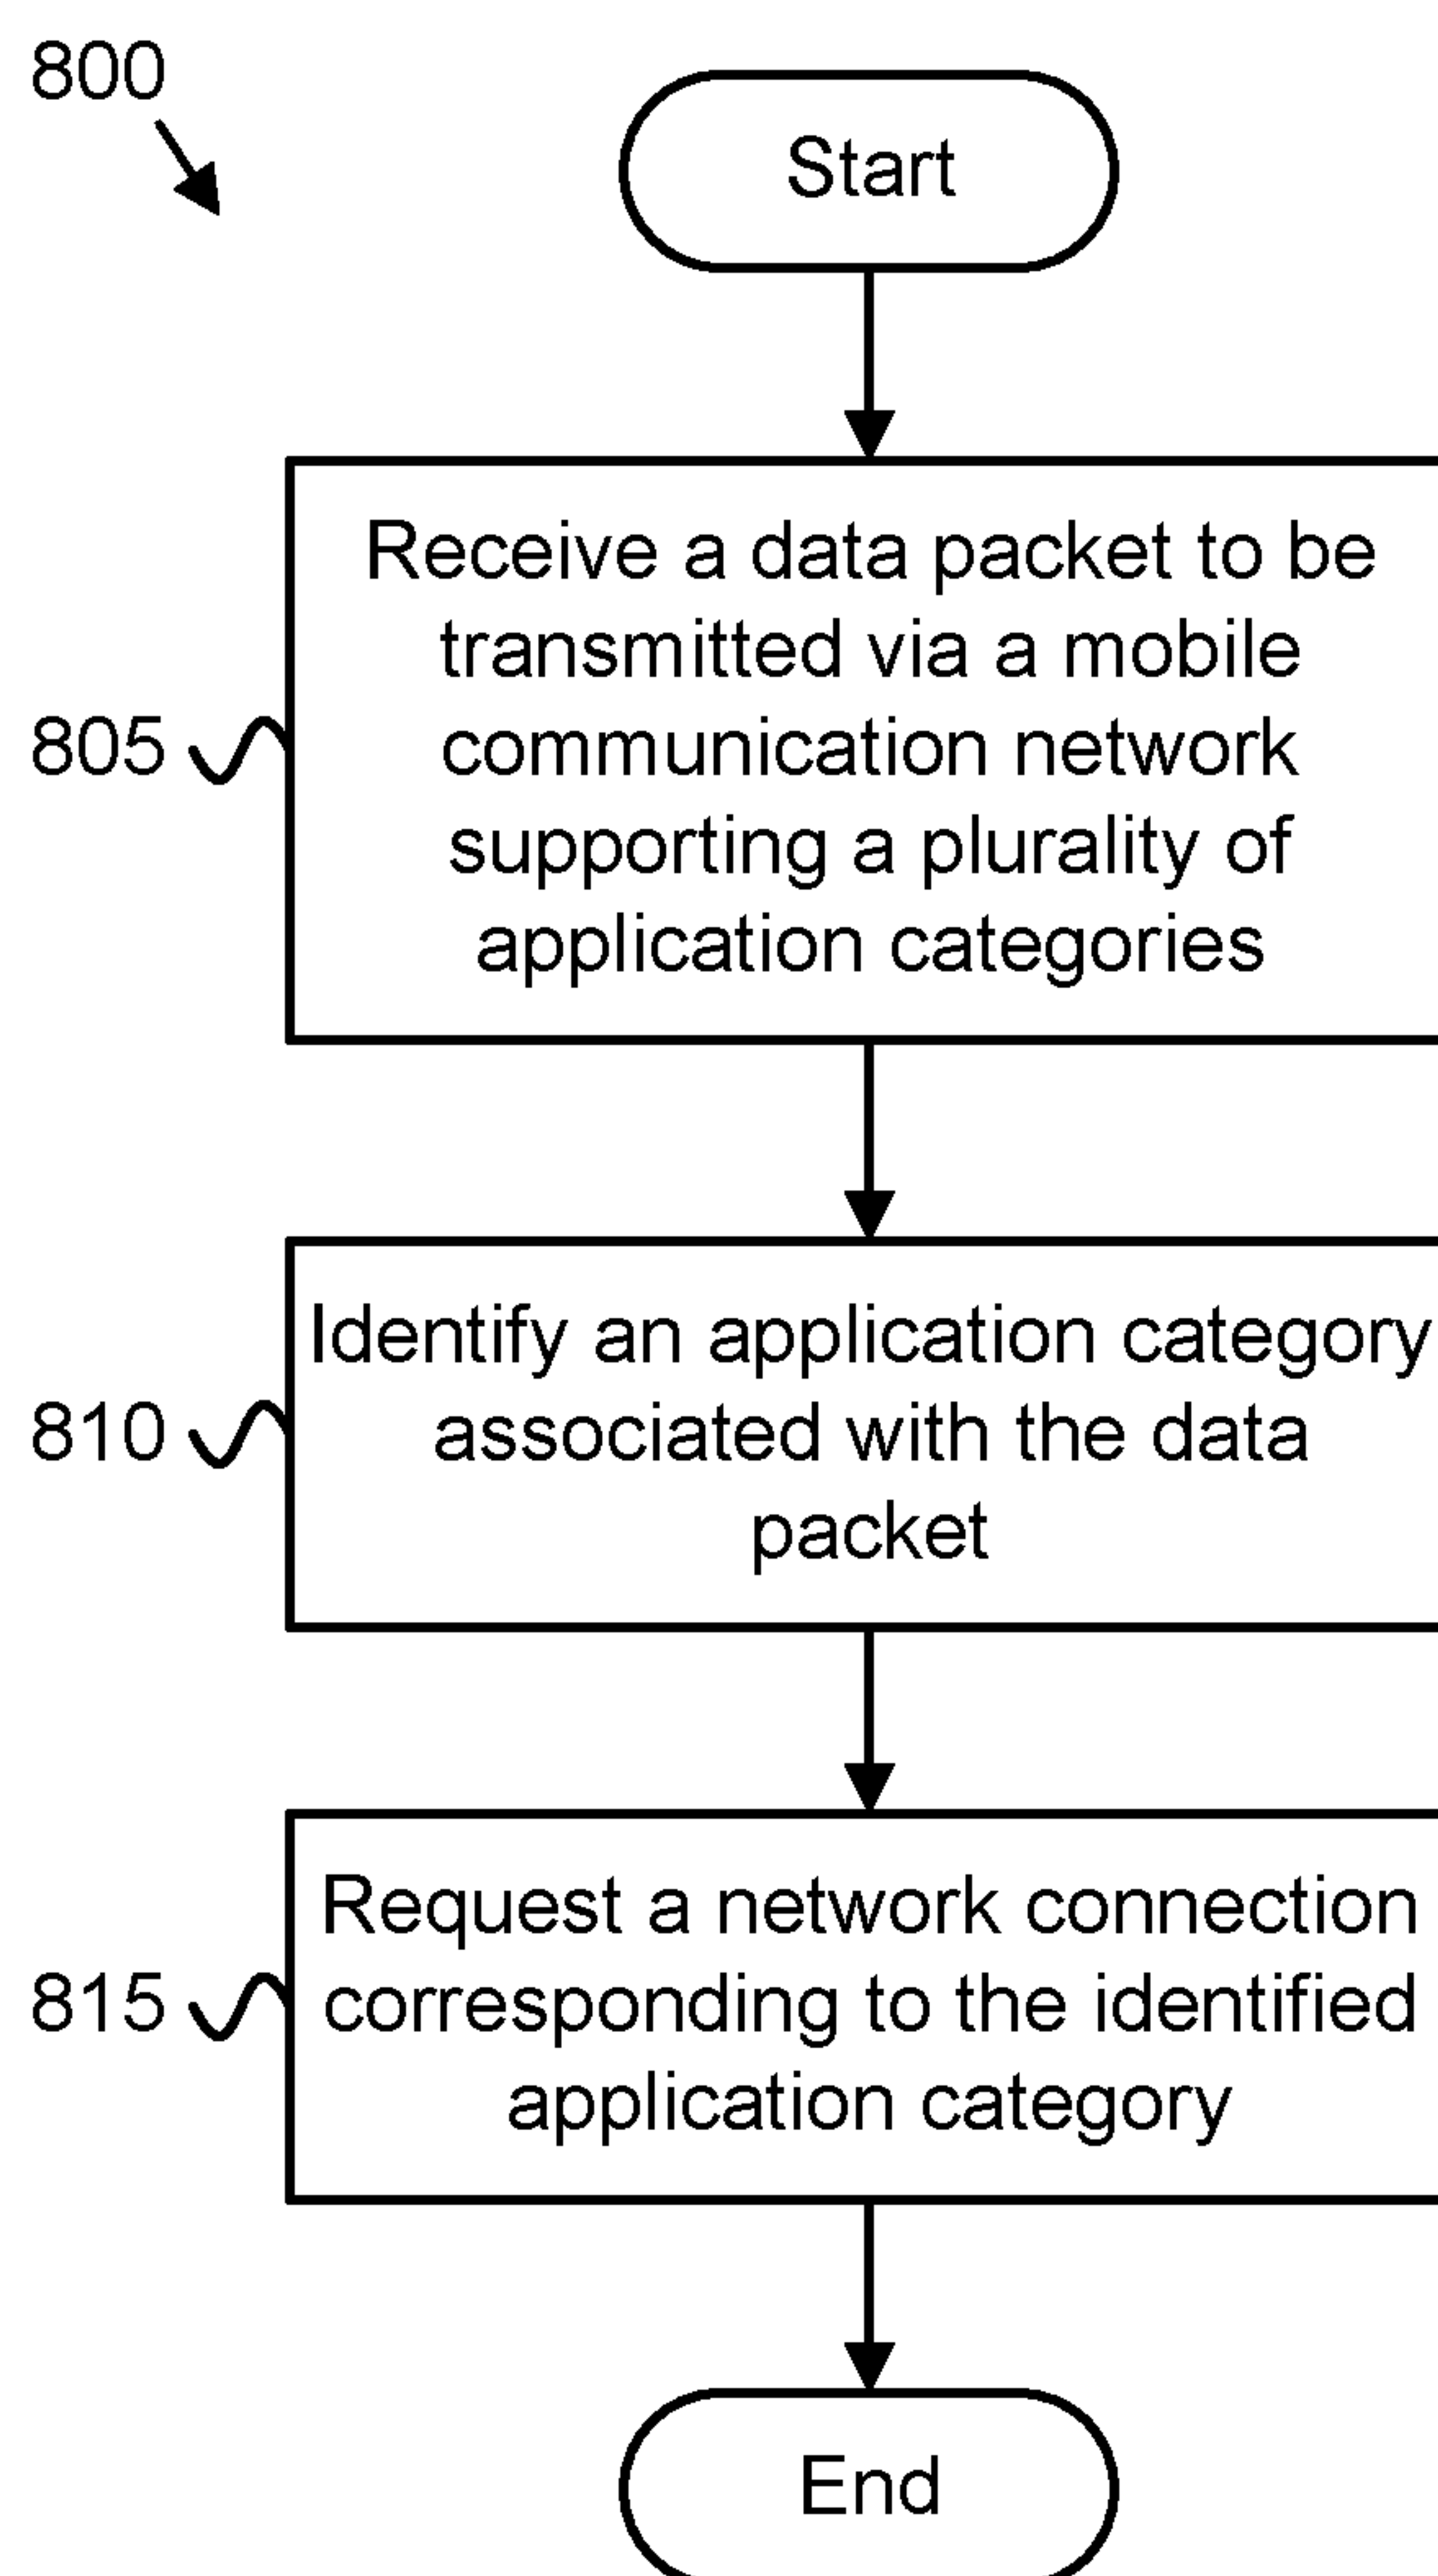 800
Start
Receive a data packet to be
transmitted via a mobile
communication network
supporting a plurality of
application categories
805
Identify an application category
associated with the data
packet
810
Request a network connection
corresponding to the identified
application category
815
End